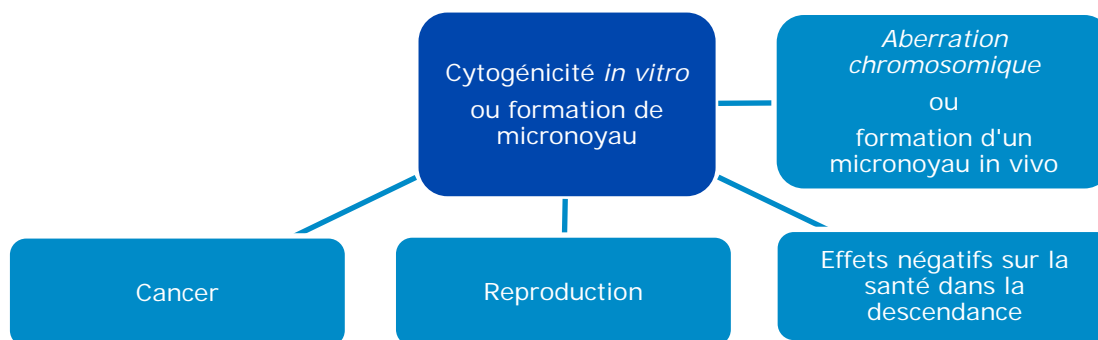 Cytogénicité in vitro
ou formation de
micronoyau
Aberration
chromosomique
ou
formation d'un
micronoyau in vivo
Cancer
Reproduction
Effets négatifs sur la
santé dans la
descendance